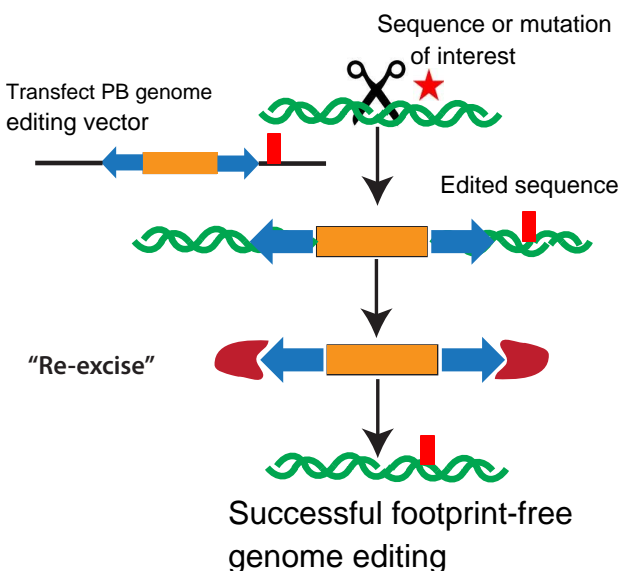 Sequence or mutation
of interest
Transfect PB genome
editing vector
Edited sequence
“Re-excise”
Successful footprint-free
genome editing